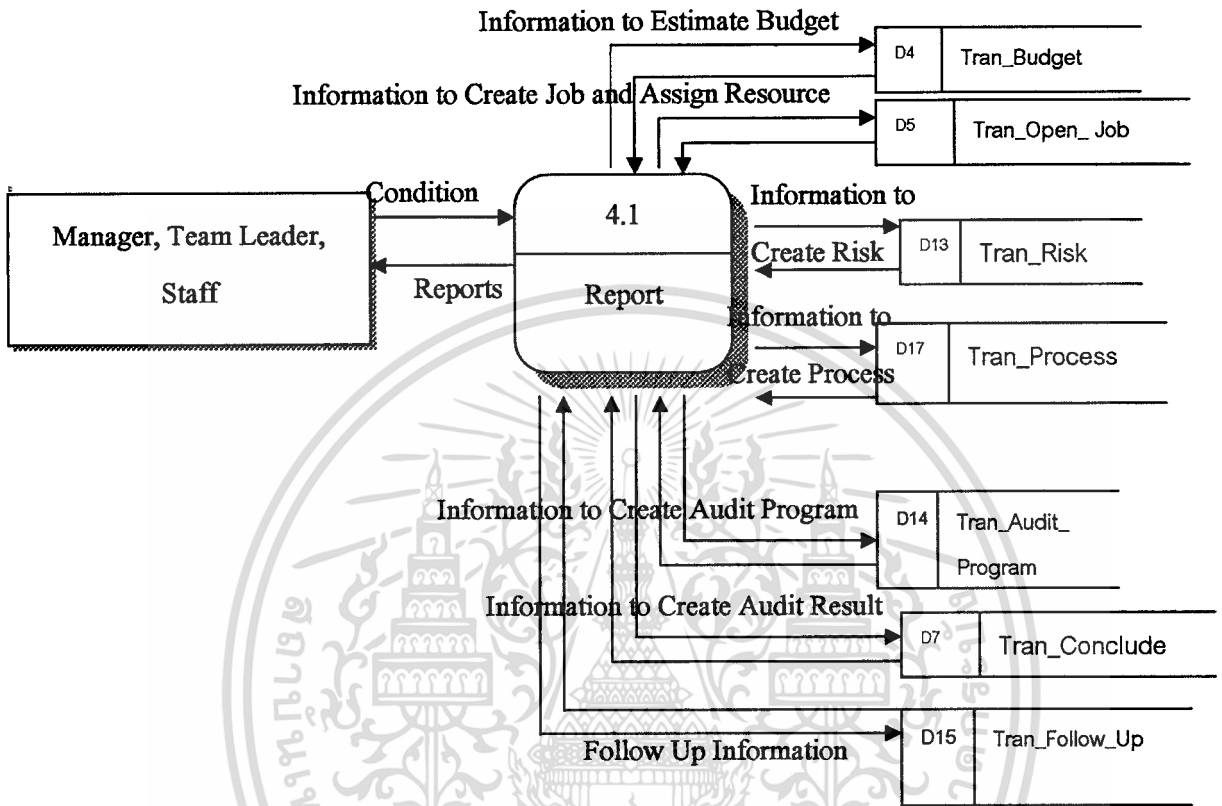 Information to Estimate Budget
D4
Tran_Budget
Information to Create Job and Assign Resource
D5
Tran_Open_ Job
Condition
4.1
Information to
Manager, Team Leader,
Staff
D13
Tran_Risk
Create Risk
Reports
Report
Information to
D17
Tran_Process
Create Process
Information to Create Audit Program
D14
Tran_Audit_
Program
Information to Create Audit Result
D7
Tran_Conclude
D15
Tran_Follow_Up
Follow Up Information